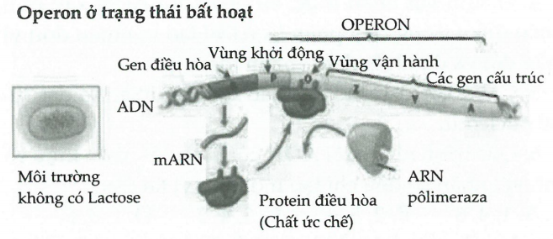 Operon ở trạng thái bất hoạt
OPERON
Vùng khởi động
Gen điều hòa
Vùng vận hành
Các gen cấu trúc
P
O
Z
Y
A
ADN
mARN
Môi trường
không có Lactose
Protein điều hòa
(Chất ức chế)
ARN
pôlimeraza